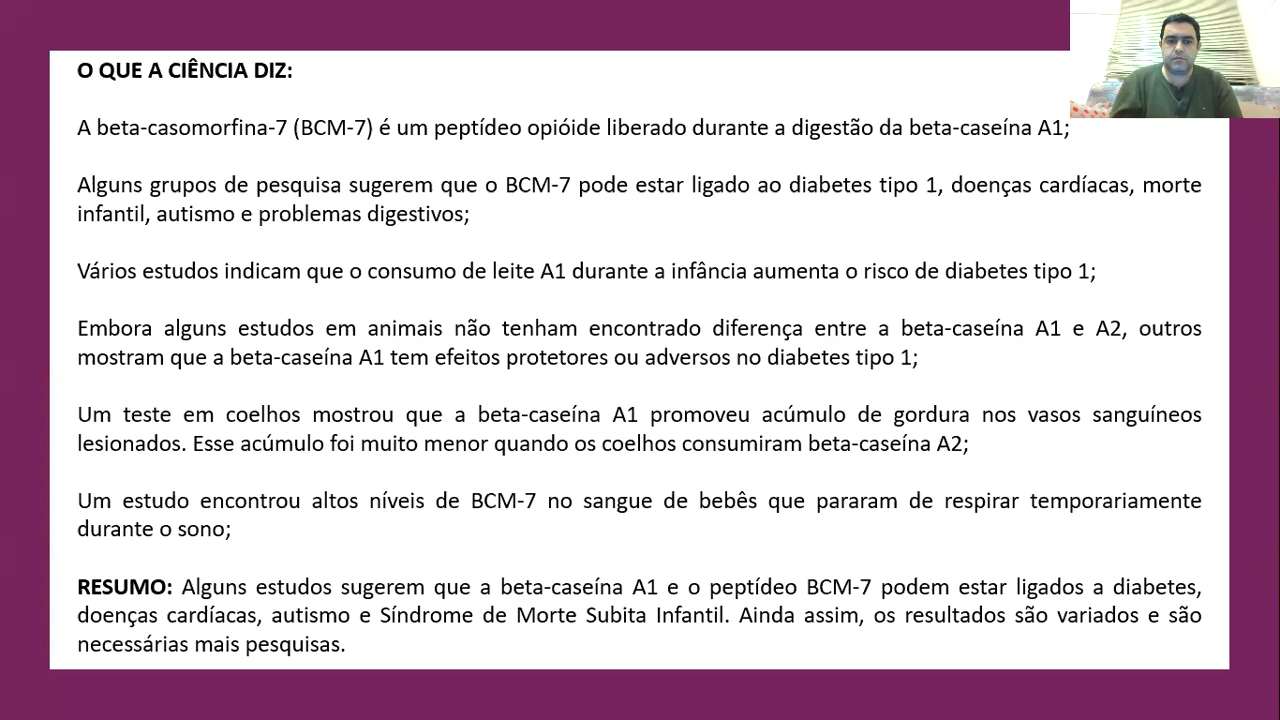 O QUE A CIÊNCIA DIZ:
A beta-casomorfina-7 (BCM-7) é um peptídeo opióide liberado durante a digestão da beta-caseína A1;
Alguns grupos de pesquisa sugerem que o BCM-7 pode estar ligado ao diabetes tipo 1, doenças cardíacas, morte
infantil, autismo e problemas digestivos;
Vários estudos indicam que o consumo de leite A1 durante a infância aumenta o risco de diabetes tipo 1;
Embora alguns estudos em animais não tenham encontrado diferença entre a beta-caseína A1 e A2, outros
mostram que a beta-caseína A1 tem efeitos protetores ou adversos no diabetes tipo 1;
Um teste em coelhos mostrou que a beta-caseína A1 promoveu acúmulo de gordura nos vasos sanguíneos
lesionados. Esse acúmulo foi muito menor quando os coelhos consumiram beta-caseína A2;
Um estudo encontrou altos níveis de BCM-7 no sangue de bebês que pararam de respirar temporariamente
durante o sono;
RESUMO: Alguns estudos sugerem que a beta-caseína A1 e o peptídeo BCM-7 podem estar ligados a diabetes,
doenças cardíacas, autismo e Síndrome de Morte Subita Infantil. Ainda assim, os resultados são variados e são
necessárias mais pesquisas.